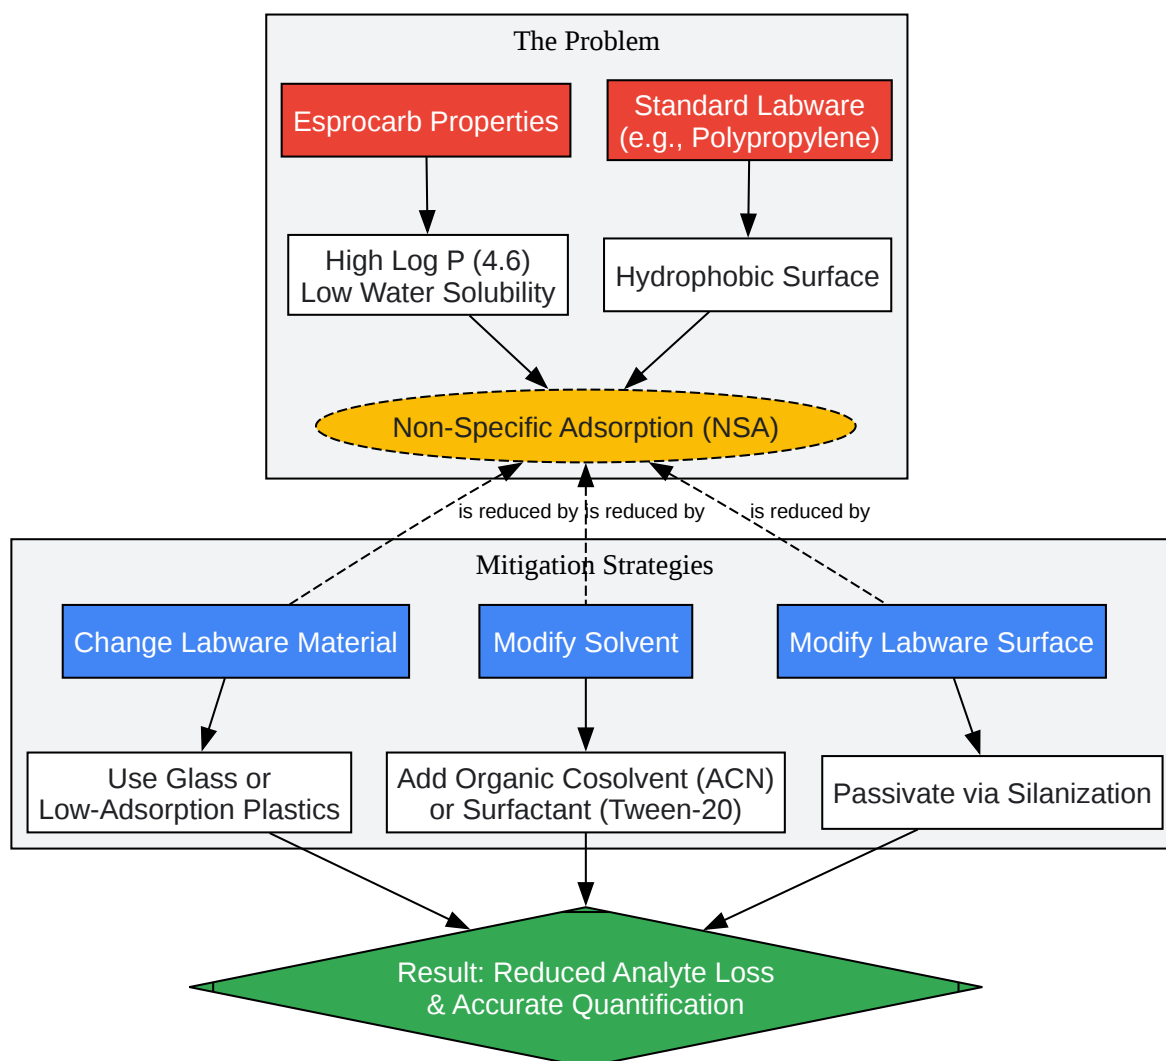 The Problem
Esprocarb Properties
Standard Labware
(e.g., Polypropylene)
High Log P (4.6)
Low Water Solubility
Hydrophobic Surface
Non-Specific Adsorption (NSA)
is reduced by
is reduced by
is reduced by
Mitigation Strategies
Change Labware Material
Modify Solvent
Modify Labware Surface
Use Glass or
Low-Adsorption Plastics
Add Organic Cosolvent (ACN)
or Surfactant (Tween-20)
Passivate via Silanization
Result: Reduced Analyte Loss
& Accurate Quantification